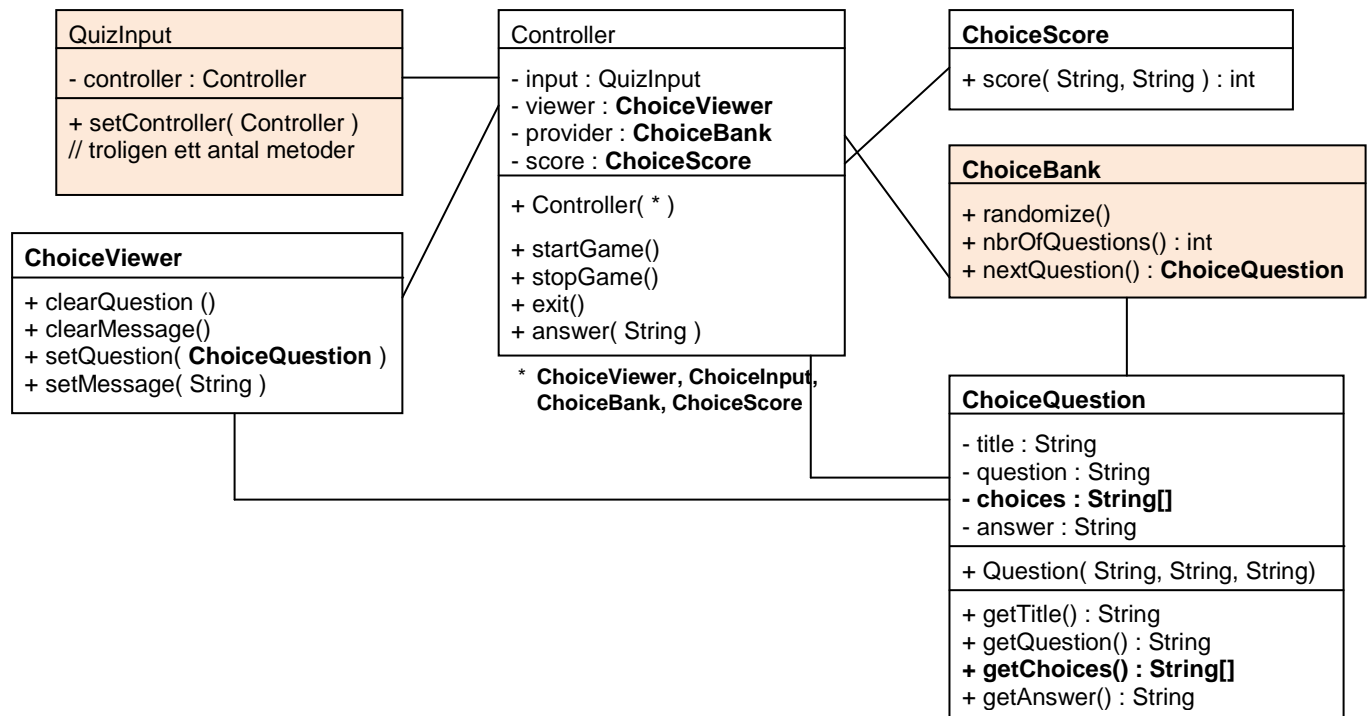 QuizInput
- controller : Controller
+ setController( Controller )
// troligen ett antal metoder
Controller
- input : QuizInput
- viewer : ChoiceViewer
- provider : ChoiceBank
- score : ChoiceScore
+ Controller( * )
+ startGame()
+ stopGame()
+ exit()
+ answer( String )
* ChoiceViewer, ChoiceInput,
ChoiceBank, ChoiceScore
ChoiceScore
+ score( String, String ) : int
ChoiceBank
+ randomize()
+ nbrOfQuestions() : int
+ nextQuestion() : ChoiceQuestion
ChoiceViewer
+ clearQuestion ()
+ clearMessage()
+ setQuestion( ChoiceQuestion )
+ setMessage( String )
ChoiceQuestion
- title : String
- question : String
- choices : String[]
- answer : String
+ Question( String, String, String)
+ getTitle() : String
+ getQuestion() : String
+ getChoices() : String[]
+ getAnswer() : String